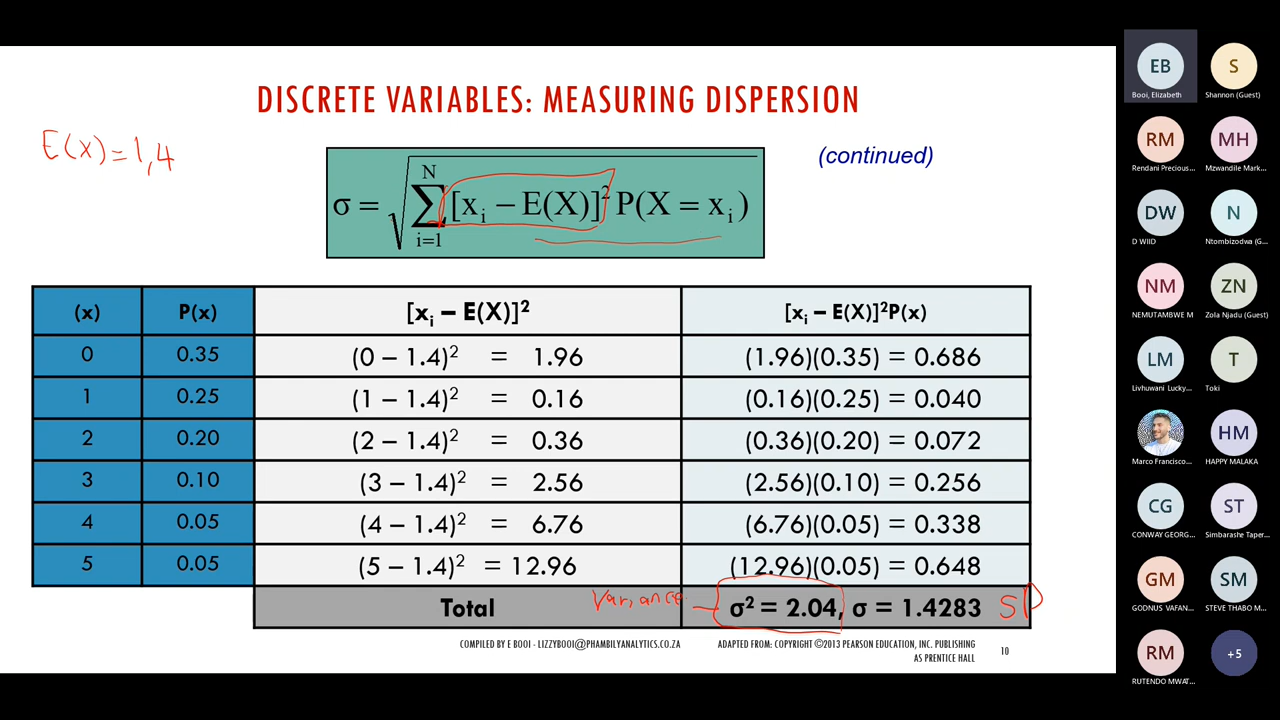 DISCRETE VARIABLES: MEASURING DISPERSION
E(X)=1,4
(continued)
σ = √ N ∑ i=1 [x i − E(X)]² P(X = x i )
(x) P(x) [xi – E(X)]² [xi – E(X)]²P(x)
0 0.35 (0 – 1.4)² = 1.96 (1.96)(0.35) = 0.686
1 0.25 (1 – 1.4)² = 0.16 (0.16)(0.25) = 0.040
2 0.20 (2 – 1.4)² = 0.36 (0.36)(0.20) = 0.072
3 0.10 (3 – 1.4)² = 2.56 (2.56)(0.10) = 0.256
4 0.05 (4 – 1.4)² = 6.76 (6.76)(0.05) = 0.338
5 0.05 (5 – 1.4)² = 12.96 (12.96)(0.05) = 0.648
Total Variance σ² = 2.04, σ = 1.4283 SD
COMPILED BY E BOOI - LIZZYBOOI@PHAMBILYANALYTICS.CO.ZA
ADAPTED FROM: COPYRIGHT ©2013 PEARSON EDUCATION, INC. PUBLISHING
AS PRENTICE HALL
10
EB S
Booi, Elizabeth Shannon (Guest)
RM MH
Rendani Precious... Mzwandile Mark...
DW N
D WIID Ntombizodwa (G...
NM ZN
NEMUTAMBWE M Zola Njadu (Guest)
LM T
Livhuwani Lucky... Toki
HM
Marco Francisco... HAPPY MALAKA
CG ST
CONWAY GEORG... Simbarashe Taper...
GM SM
GODNUS VAFAN... STEVE THABO M...
RM +5
RUTENDO MWAT...